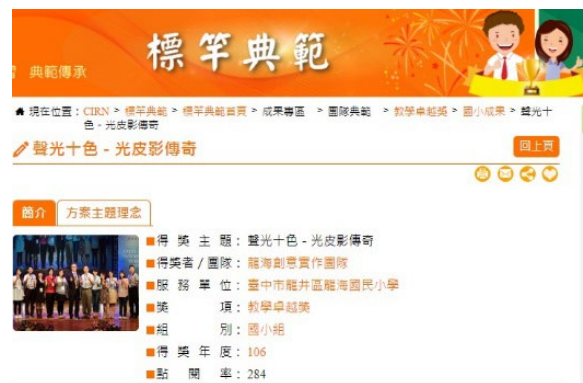 標竿典範
典範傳承
現在位置：CIRN > 標竿典範 > 標竿典範首頁 > 成果專區 > 團隊典範 > 教學卓越獎 > 國小成果 > 聲光十
色 - 光皮影傳奇
聲光十色 - 光皮影傳奇
回上頁
簡介
方案主題理念
得獎主題：聲光十色 - 光皮影傳奇
得獎者/團隊：龍海創意實作團隊
服務單位：臺中市龍井區龍海國民小學
獎項：教學卓越獎
組別：國小組
得獎年度：106
點閱率：284